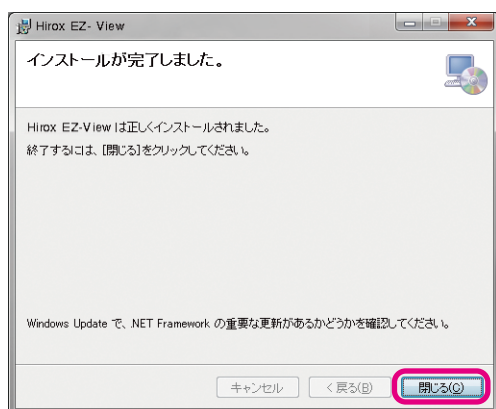 Hirox EZ- View
インストールが完了しました。
Hirox EZ-View は正しくインストールされました。
終了するには、[閉じる]をクリックしてください。
Windows Update で、.NET Framework の重要な更新があるかどうかを確認してください。
キャンセル
< 戻る(B)
閉じる(C)